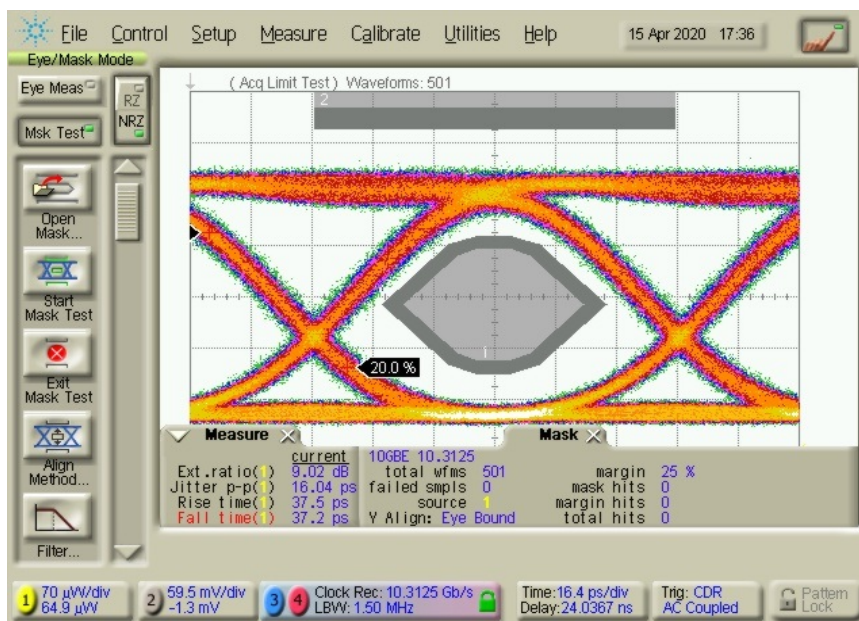 File Control Setup Measure Calibrate Utilities Help 15 Apr 2020 17:36
Eye/Mask Mode
Eye Meas
RZ
NRZ
Msk Test
( Acq Limit Test ) Waveforms: 501
2
Open
Mask...
Start
Mask Test
Exit
Mask Test
Align
Method...
Filter...
1
20.0 %
Measure
current
Ext.ratio(1) 9.02 dB
Jitter p-p(1) 16.04 ps
Rise time(1) 37.5 ps
Fall time(1) 37.2 ps
Mask
10GBE 10.3125
total wfms 501 margin 25 %
failed smpls 0 mask hits 0
source 1 margin hits 0
Y Align: Eye Bound total hits 0
1 70 µW/div
64.9 µW
2 59.5 mV/div
-1.3 mV
3 4 Clock Rec: 10.3125 Gb/s
LBW: 1.50 MHz
Time:16.4 ps/div
Delay:24.0367 ns
Trig: CDR
AC Coupled
Pattern
Lock